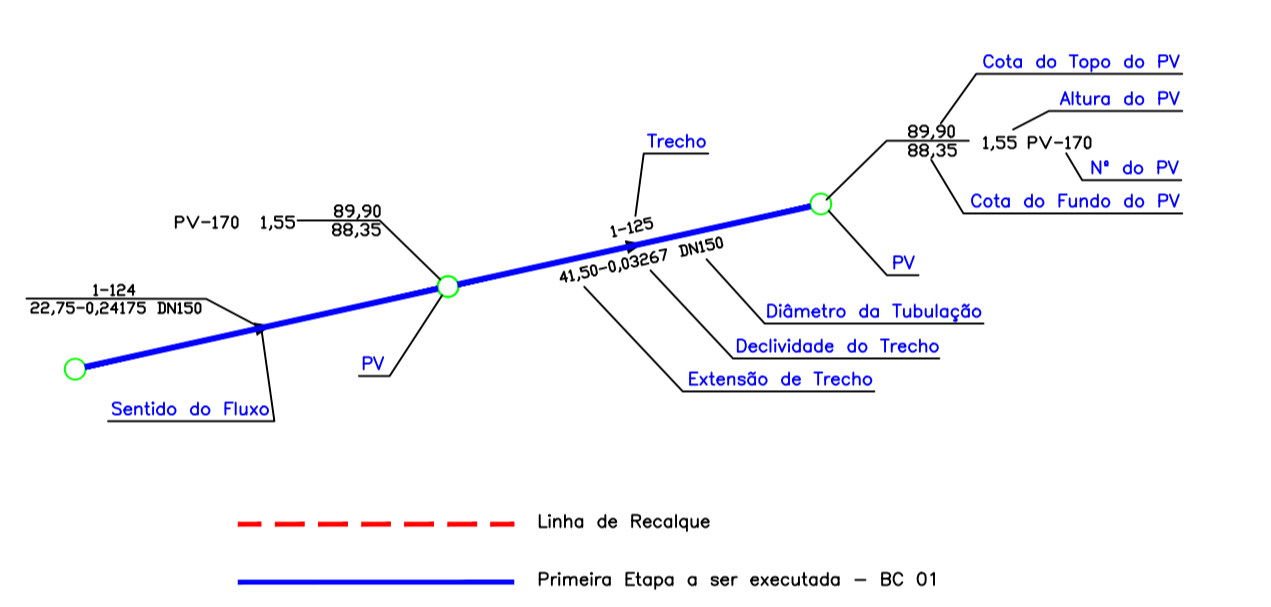 Cota do Topo do PV
Altura do PV
89,90
88,35
1,55 PV-170
N° do PV
Cota do Fundo do PV
Trecho
1-125
41,50-0,03267 DN150
PV
PV-170 1,55
89,90
88,35
1-124
22,75-0,24175 DN150
Diâmetro da Tubulação
Declividade do Trecho
PV
Extensão de Trecho
Sentido do Fluxo
Linha de Recalque
Primeira Etapa a ser executada - BC 01